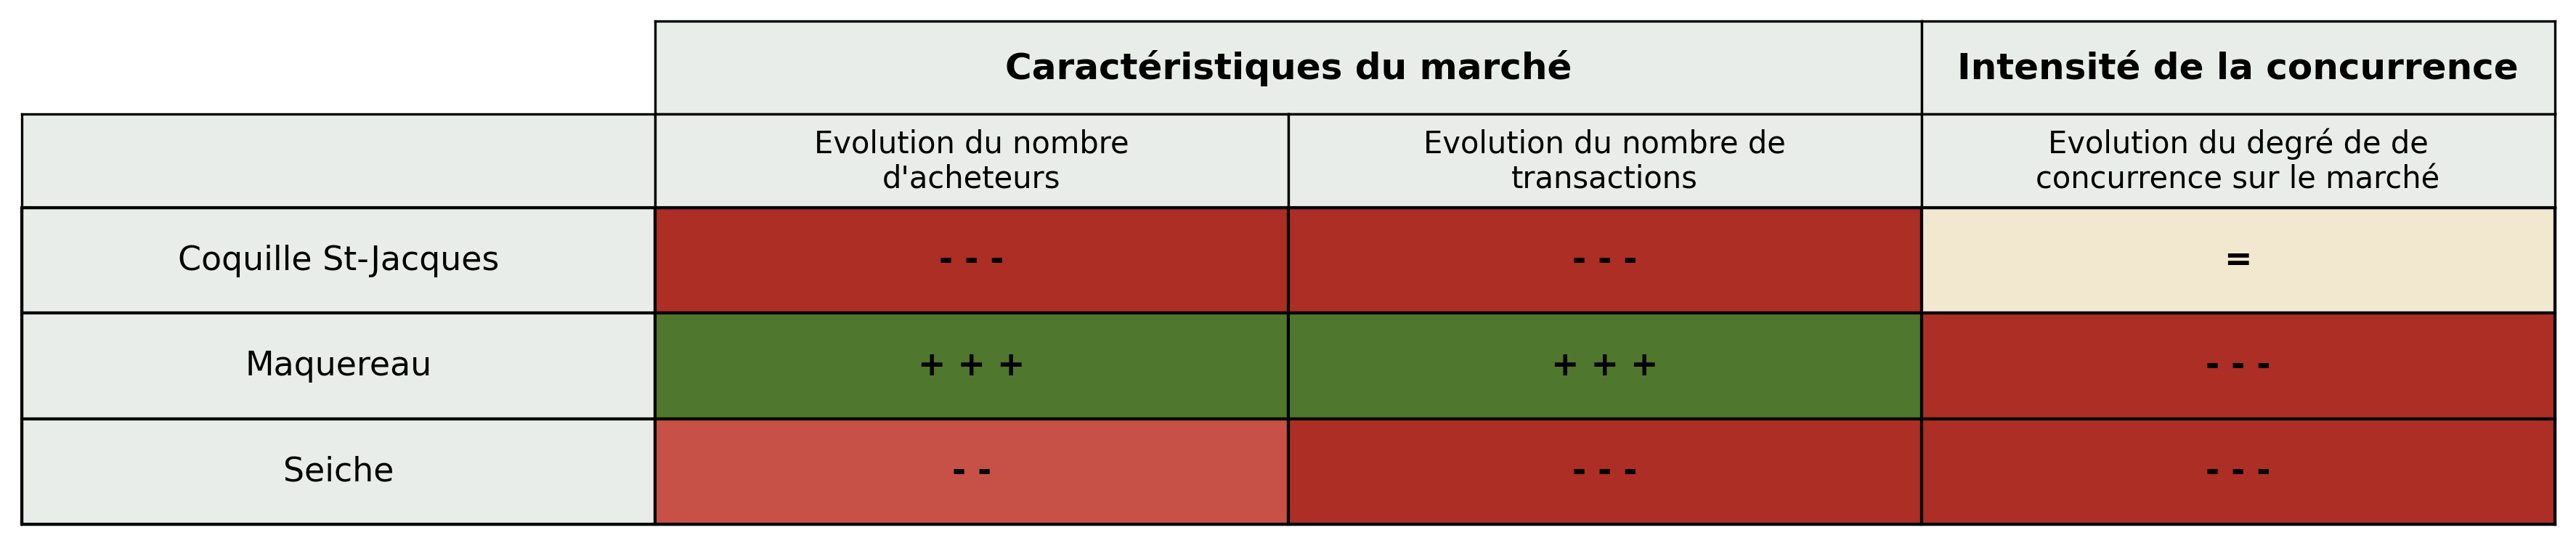 Caractéristiques du marché
Intensité de la concurrence
Evolution du nombre
d'acheteurs
Evolution du nombre de
transactions
Evolution du degré de de
concurrence sur le marché
Coquille St-Jacques
- - -
- - -
=
Maquereau
+ + +
+ + +
- - -
Seiche
- -
- - -
- - -